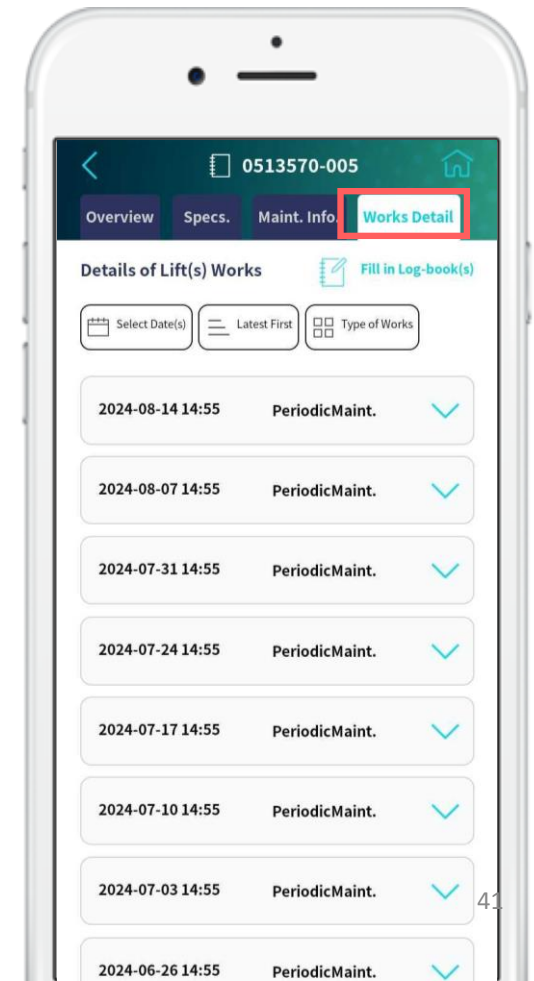 0513570-005
Overview Specs. Maint. Info. Works Detail
Details of Lift(s) Works Fill in Log-book(s)
Select Date(s) Latest First Type of Works
2024-08-14 14:55 PeriodicMaint.
2024-08-07 14:55 PeriodicMaint.
2024-07-31 14:55 PeriodicMaint.
2024-07-24 14:55 PeriodicMaint.
2024-07-17 14:55 PeriodicMaint.
2024-07-10 14:55 PeriodicMaint.
2024-07-03 14:55 PeriodicMaint.
41
2024-06-26 14:55 PeriodicMaint.